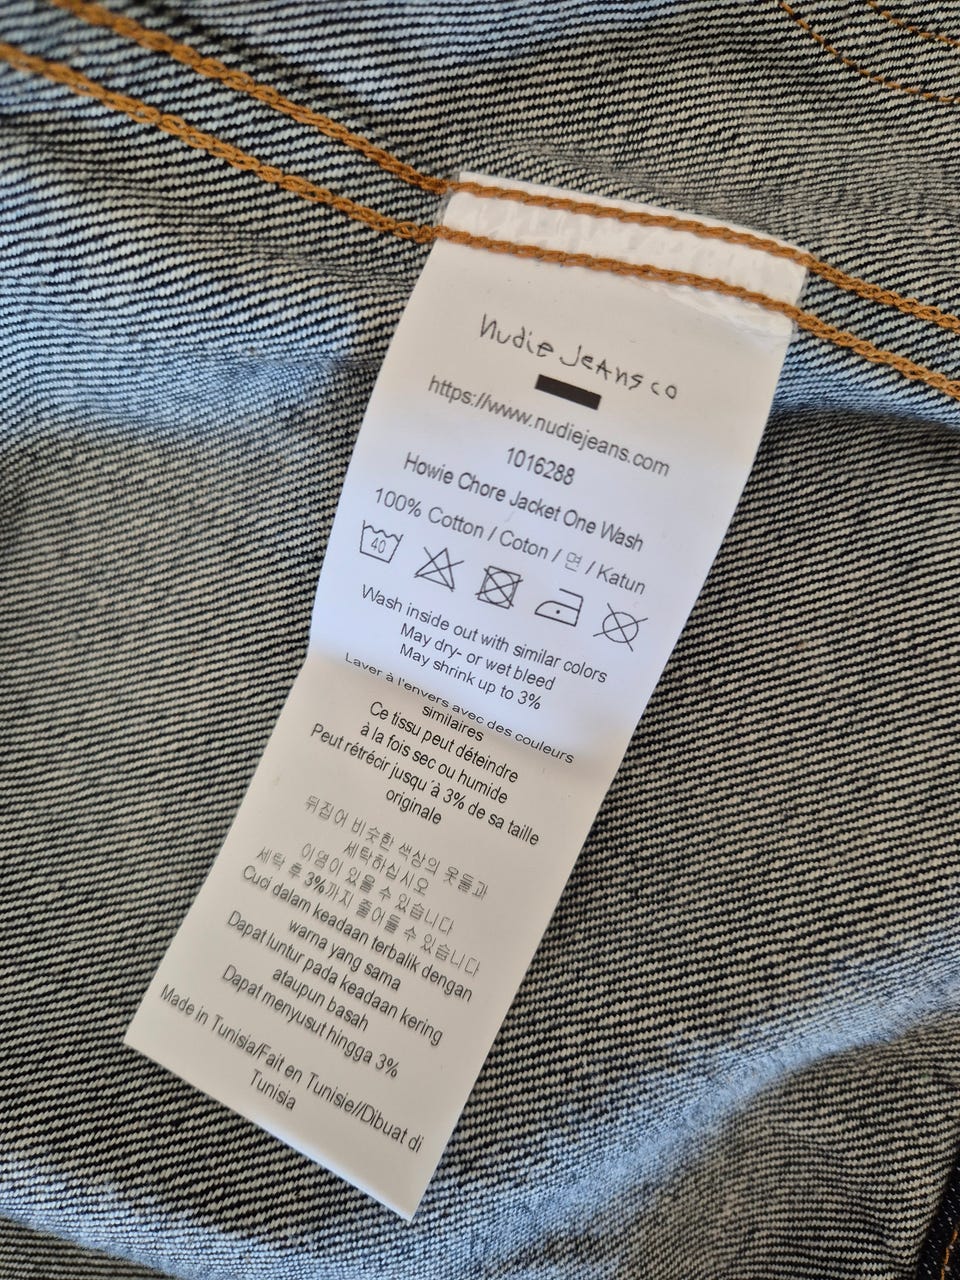 Nudie Jeans co
https://www.nudiejeans.com
1016288
Howie Chore Jacket One Wash
100% Cotton / Coton / 면 / Katun
40
Wash inside out with similar colors
May dry- or wet bleed
May shrink up to 3%
Laver à l'envers avec des couleurs
similaires
Ce tissu peut déteindre
à la fois sec ou humide
Peut rétrécir jusqu´à 3% de sa taille
originale
뒤집어 비슷한 색상의 옷들과
세탁하십시오
이염이 있을 수 있습니다
세탁 후 3%까지 줄어들 수 있습니다
Cuci dalam keadaan terbalik dengan
warna yang sama
Dapat luntur pada keadaan kering
ataupun basah
Dapat menyusut hingga 3%
Made in Tunisia/Fait en Tunisie//Dibuat di
Tunisia